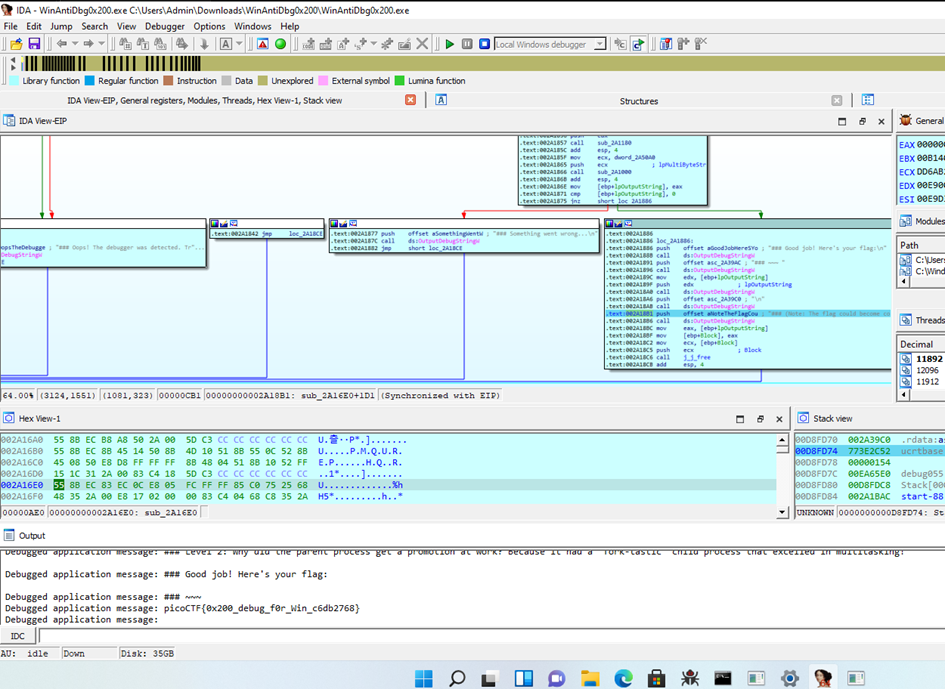 IDA - WinAntiDbg0x200.exe C:\Users\Admin\Downloads\WinAntiDbg0x200\WinAntiDbg0x200.exe
File Edit Jump Search View Debugger Options Windows Help
Local Windows debugger
Library function Regular function Instruction Data Unexplored External symbol Lumina function
IDA View-EIP, General registers, Modules, Threads, Hex View-1, Stack view
Structures
IDA View-EIP
General
.text:002A1857 call sub_2A1180
.text:002A185C add esp, 4
.text:002A185F mov ecx, dword_2A50A0
.text:002A1865 push ecx ; lpMultiByteStr
.text:002A1866 call sub_2A1000
.text:002A186B add esp, 4
.text:002A186E mov [ebp+lpOutputString], eax
.text:002A1871 cmp [ebp+lpOutputString], 0
.text:002A1875 jnz short loc_2A1886
opsTheDebugge ; "### Oops! The debugger was detected. Tr"...
DebugStringW
.text:002A1842 jmp loc_2A18CE
.text:002A1877 push offset aSomethingWentW ; "### Something went wrong...\n"
.text:002A187C call ds:OutputDebugStringW
.text:002A1882 jmp short loc_2A18CE
.text:002A1886
.text:002A1886 loc_2A1886:
.text:002A1886 push offset aGoodJobHereSYo ; "### Good job! Here's your flag:\n"
.text:002A188B call ds:OutputDebugStringW
.text:002A1891 push offset asc_2A39AC ; "### ~~~ "
.text:002A1896 call ds:OutputDebugStringW
.text:002A189C mov edx, [ebp+lpOutputString]
.text:002A189F push edx ; lpOutputString
.text:002A18A0 call ds:OutputDebugStringW
.text:002A18A6 push offset asc_2A39C0 ; "\n"
.text:002A18AB call ds:OutputDebugStringW
.text:002A18B1 push offset aNoteTheFlagCou ; "### (Note: The flag could become co
.text:002A18B6 call ds:OutputDebugStringW
.text:002A18BC mov eax, [ebp+lpOutputString]
.text:002A18BF mov [ebp+Block], eax
.text:002A18C2 mov ecx, [ebp+Block]
.text:002A18C5 push ecx ; Block
.text:002A18C6 call j_j_free
.text:002A18CB add esp, 4
EAX 000000
EBX 00B14
ECX DD6AB
EDX 00E90
ESI 00E9D
Modules
Path
C:\Users
C:\Wind
Threads
Decimal
11892
12096
11912
64.00% (3124,1551) (1081,323) 00000CB1 00000000002A18B1: sub_2A16E0+1D1 (Synchronized with EIP)
Hex View-1
002A16A0 55 8B EC B8 A8 50 2A 00 5D C3 CC CC CC CC CC CC
002A16B0 55 8B EC 8B 45 14 50 8B 4D 10 51 8B 55 0C 52 8B U.....P.M.Q.U.R.
002A16C0 45 08 50 E8 D8 FF FF FF 8B 48 04 51 8B 10 52 FF E.P......H.Q..R.
002A16D0 15 1C 31 2A 00 83 C4 18 5D C3 CC CC CC CC CC CC ..1*....].......
002A16E0 55 8B EC 83 EC 0C E8 05 FC FF FF 85 C0 75 25 68 U............u%h
002A16F0 48 35 2A 00 E8 17 02 00 00 83 C4 04 68 C8 35 2A H5*.........h..*
00000AE0 00000000002A16E0: sub_2A16E0
Stack view
00D8FD70 002A39C0 .rdata:as
00D8FD74 773E2C52 ucrtbase
00D8FD78 00000154
00D8FD7C 00EA65E0 debug055
00D8FD80 00D8FDC8 Stack[00
00D8FD84 002A1BAC start-88
UNKNOWN 0000000000D8FD74: St
Output
Debugged application message: ### Level 2: Why did the parent process get a promotion at work? Because it had a "fork-tastic" child process that excelled in multitasking!
Debugged application message: ### Good job! Here's your flag:
Debugged application message: ### ~~~
Debugged application message: picoCTF{0x200_debug_f0r_Win_c6db2768}
Debugged application message:
IDC
AU: idle Down Disk: 35GB